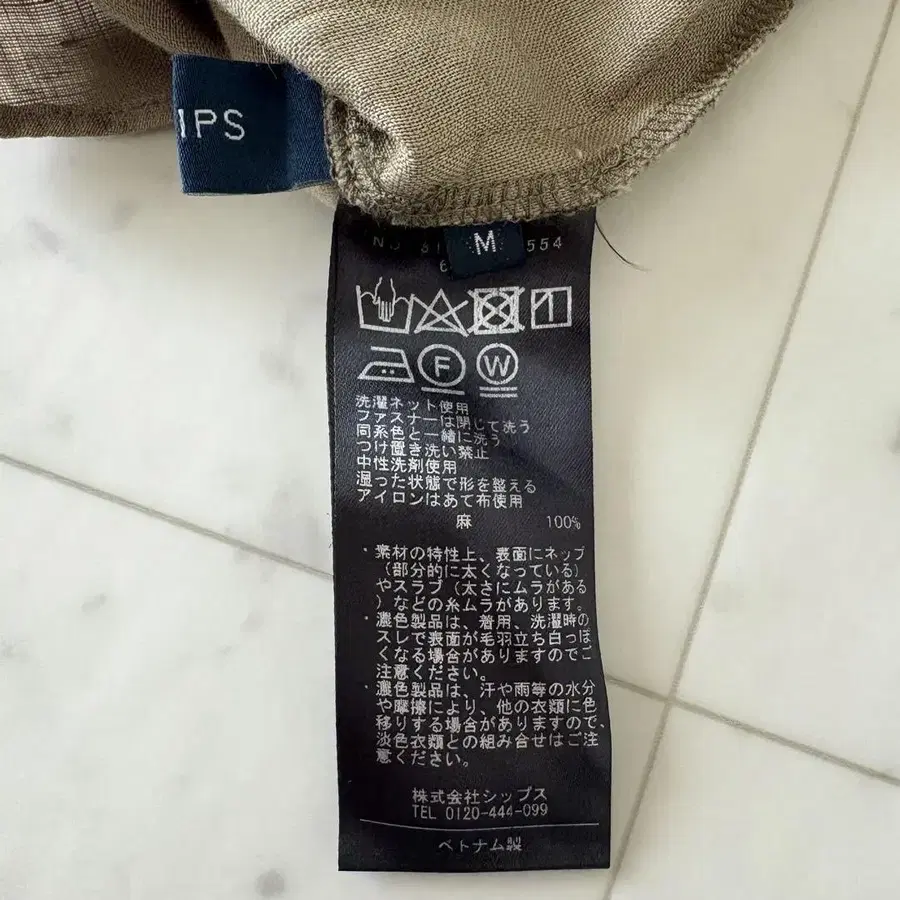 IPS
M
554
F
W
洗濯ネット使用
ファスナーは閉じて洗う
同系色と一緒に洗う
つけ置き洗い禁止
中性洗剤使用
湿った状態で形を整える
アイロンはあて布使用
麻 100%
・素材の特性上、表面にネップ
（部分的に太くなっている）
やスラブ（太さにムラがある
）などの糸ムラがあります。
・濃色製品は、着用、洗濯時の
スレで表面が毛羽立ち白っぽ
くなる場合がありますのでご
注意ください。
・濃色製品は、汗や雨等の水分
や摩擦により、他の衣類に色
移りする場合がありますので、
淡色衣類との組み合せはご注
意ください。
株式会社シップス
TEL 0120-444-099
ベトナム製